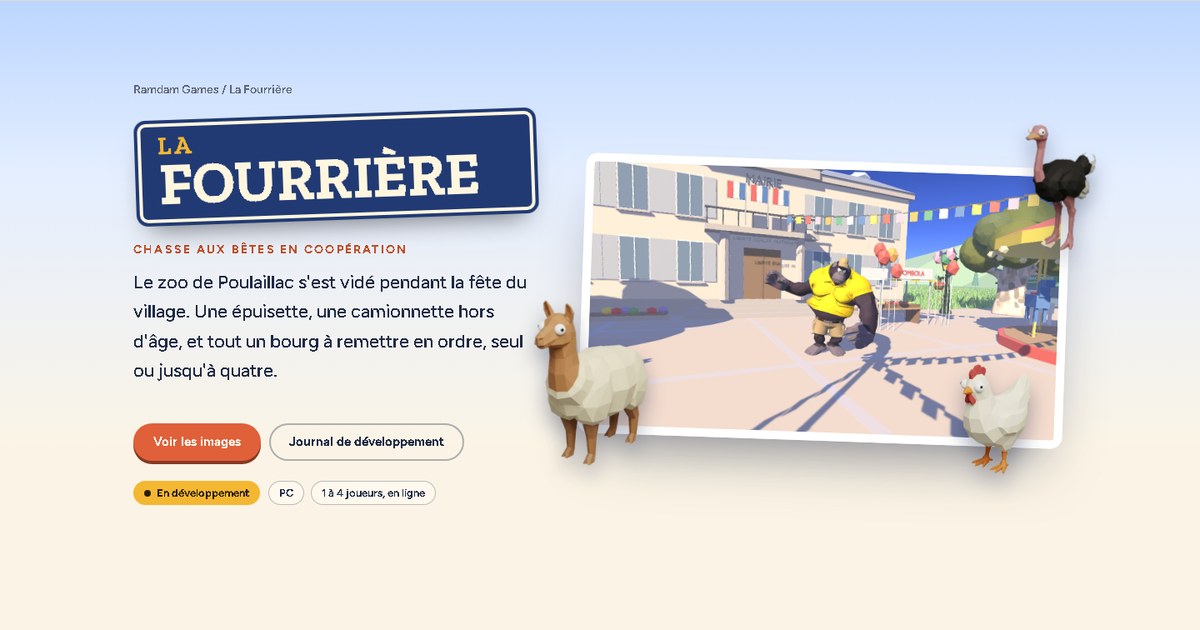 Ramdam Games / La Fourrière
LA
FOURRIÈRE
CHASSE AUX BÊTES EN COOPÉRATION
Le zoo de Poulaillac s'est vidé pendant la fête du
village. Une épuisette, une camionnette hors
d'âge, et tout un bourg à remettre en ordre, seul
ou jusqu'à quatre.
Voir les images
Journal de développement
En développement
PC
1 à 4 joueurs, en ligne
MAIRIE